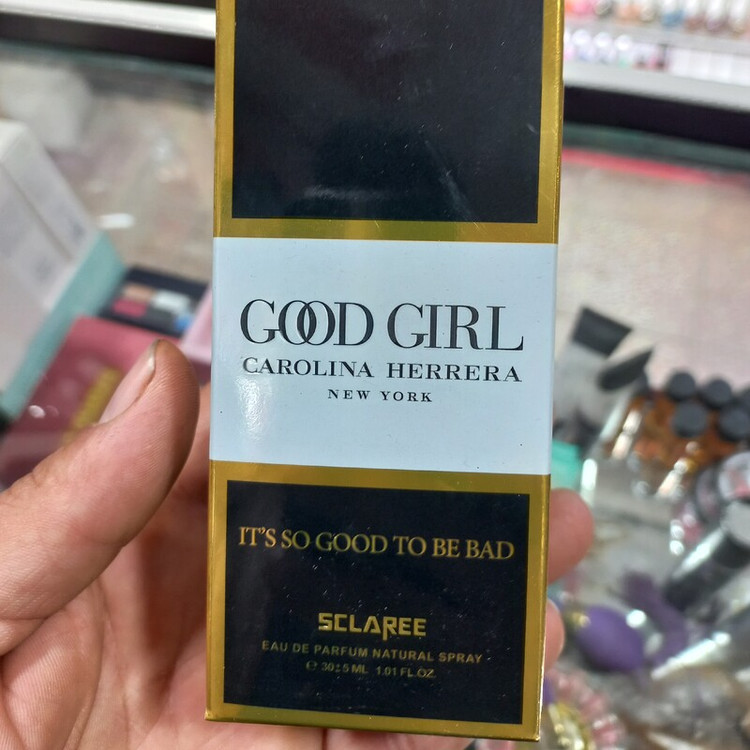 GOOD GIRL
CAROLINA HERRERA
NEW YORK
IT'S SO GOOD TO BE BAD
SCLAREE
EAU DE PARFUM NATURAL SPRAY
℮ 30±5 ML 1.01 FL.OZ.